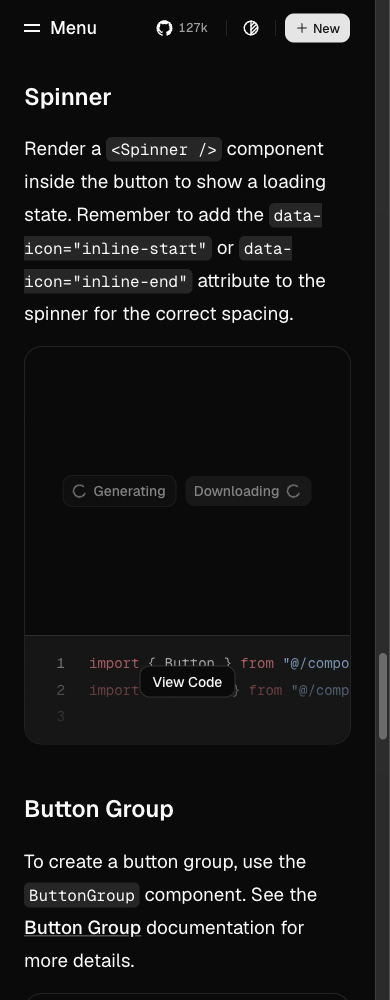 Menu 127k + New
Spinner
Render a <Spinner /> component
inside the button to show a loading
state. Remember to add the data-
icon="inline-start" or data-
icon="inline-end" attribute to the
spinner for the correct spacing.
Generating Downloading
1 import { Button } from "@/compo
2 import } from "@/comp
View Code
3
Button Group
To create a button group, use the
ButtonGroup component. See the
Button Group documentation for
more details.